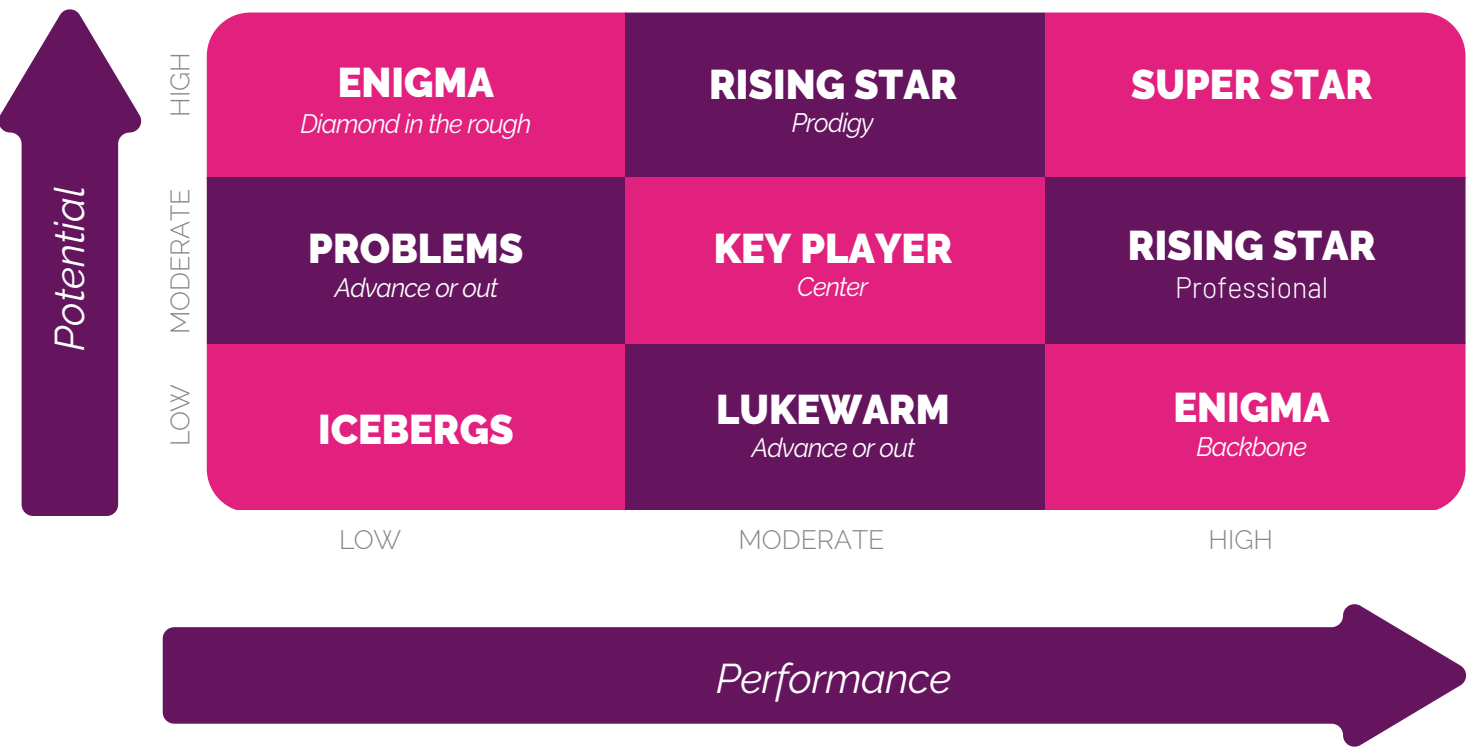 Potential
HIGH
ENIGMA
Diamond in the rough
RISING STAR
Prodigy
SUPER STAR
MODERATE
PROBLEMS
Advance or out
KEY PLAYER
Center
RISING STAR
Professional
LOW
ICEBERGS
LUKEWARM
Advance or out
ENIGMA
Backbone
LOW
MODERATE
HIGH
Performance